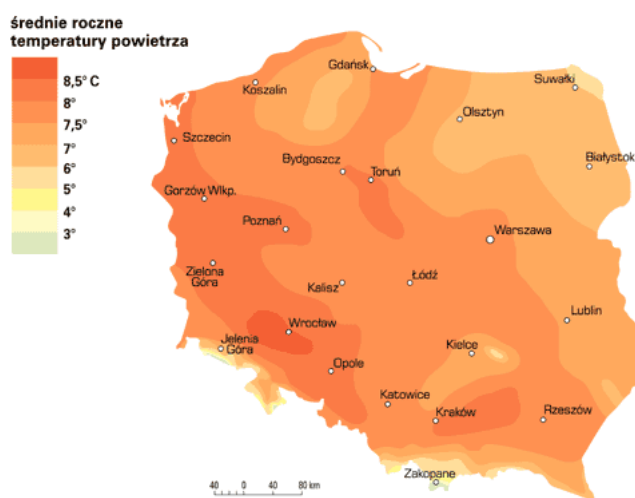 średnie roczne
temperatury powietrza
8,5° C
8°
7,5°
7°
6°
5°
4°
3°
Gdańsk
Koszalin
Suwałki
Olsztyn
Szczecin
Bydgoszcz
Toruń
Białystok
Gorzów Wlkp.
Poznań
Warszawa
Zielona
Góra
Kalisz
Łódź
Wrocław
Lublin
Jelenia
Góra
Kielce
Opole
Katowice
Kraków
Rzeszów
Zakopane
40 0 80 km